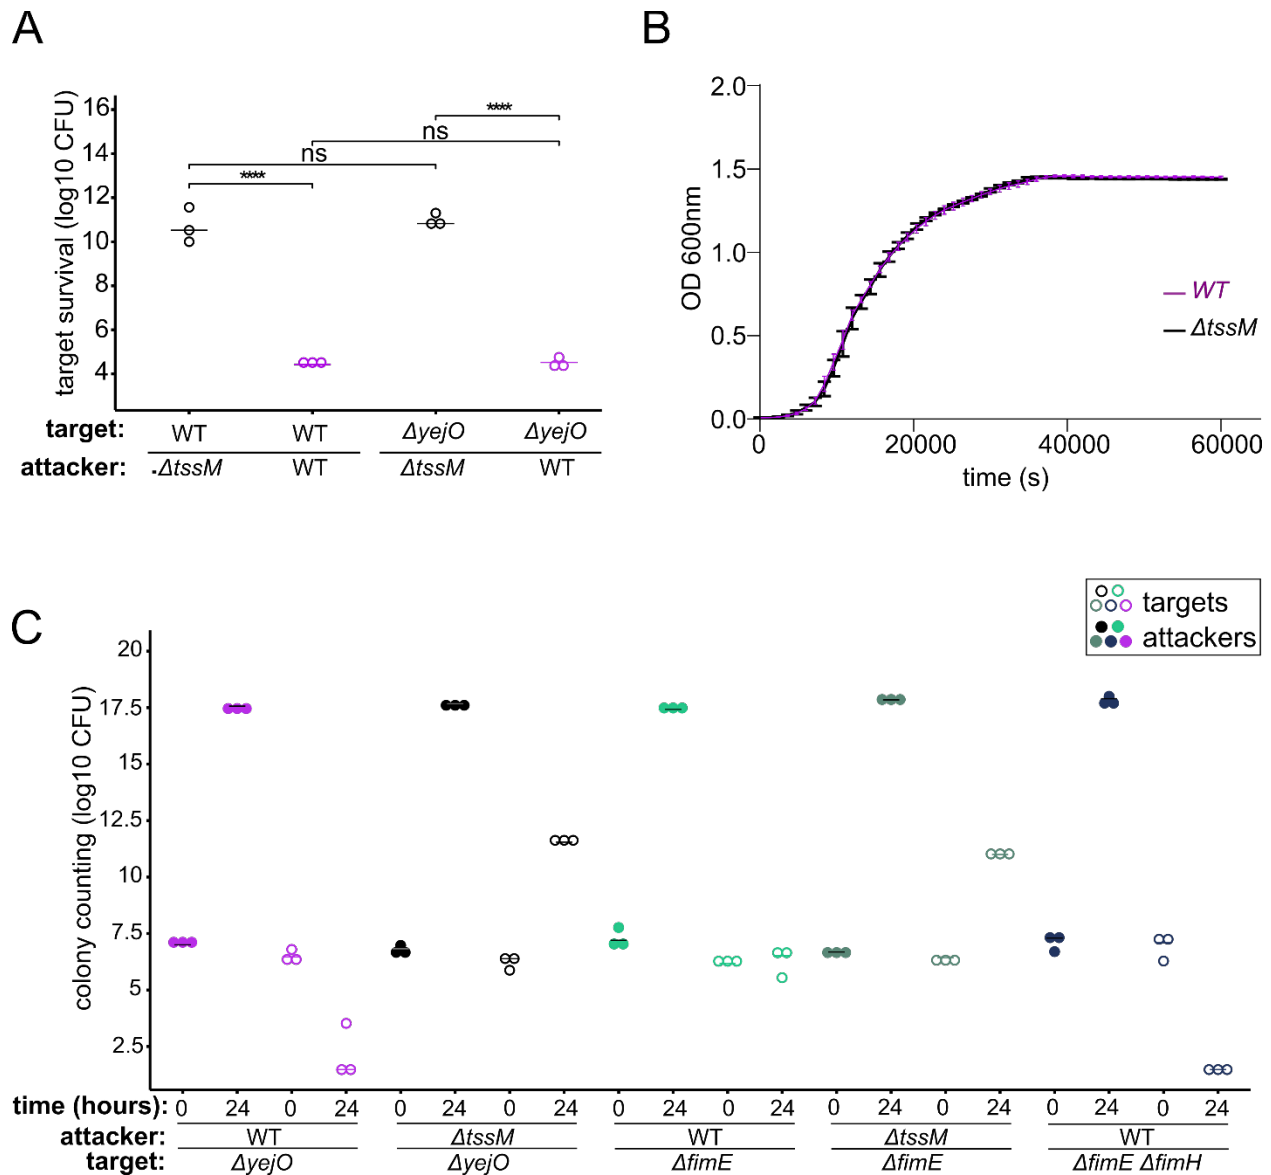 A
target survival (log10 CFU)
16
14
12
10
8
6
4
****
ns
ns
****
target: WT WT ΔyejO ΔyejO
attacker: ΔtssM WT ΔtssM WT
B
OD 600nm
2.0
1.5
1.0
0.5
0.0
0 20000 40000 60000
time (s)
WT
ΔtssM
C
targets
attackers
colony counting (log10 CFU)
20
17.5
15
12.5
10
7.5
5
2.5
time (hours): 0 24 0 24 0 24 0 24 0 24 0 24 0 24 0 24 0 24 0 24
attacker: WT ΔtssM WT ΔtssM WT
target: ΔyejO ΔyejO ΔfimE ΔfimE ΔfimE ΔfimH